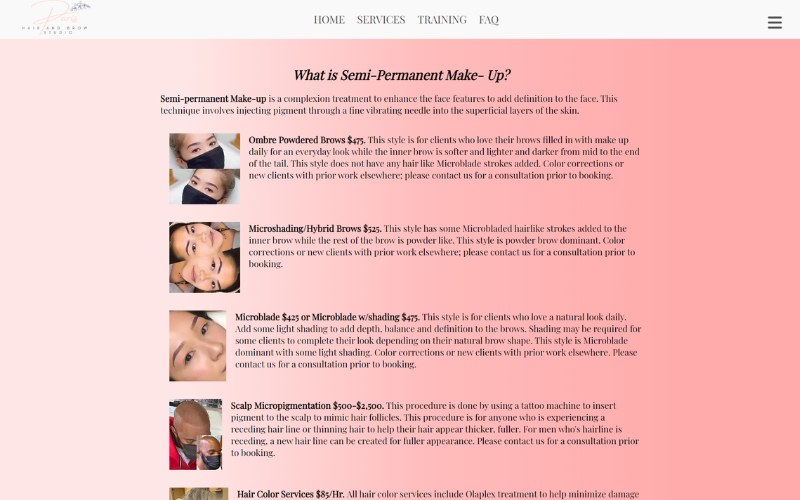 Paris
HAIR AND BROW
STUDIO
HOME SERVICES TRAINING FAQ
What is Semi-Permanent Make- Up?
Semi-permanent Make-up is a complexion treatment to enhance the face features to add definition to the face. This
technique involves injecting pigment through a fine vibrating needle into the superficial layers of the skin.
Ombre Powdered Brows $475. This style is for clients who love their brows filled in with make up
daily for an everyday look while the inner brow is softer and lighter and darker from mid to the end
of the tail. This style does not have any hair like Microblade strokes added. Color corrections or
new clients with prior work elsewhere; please contact us for a consultation prior to booking.
Microshading/Hybrid Brows $525. This style has some Microbladed hairlike strokes added to the
inner brow while the rest of the brow is powder like. This style is powder brow dominant. Color
corrections or new clients with prior work elsewhere; please contact us for a consultation prior to
booking.
Microblade $425 or Microblade w/shading $475. This style is for clients who love a natural look daily.
Add some light shading to add depth, balance and definition to the brows. Shading may be required for
some clients to complete their look depending on their natural brow shape. This style is Microblade
dominant with some light shading. Color corrections or new clients with prior work elsewhere. Please
contact us for a consultation prior to booking.
Scalp Micropigmentation $500-$2,500. This procedure is done by using a tattoo machine to insert
pigment to the scalp to mimic hair follicles. This procedure is for anyone who is experiencing a
receding hair line or thinning hair to help their hair appear thicker, fuller. For men who's hairline is
receding, a new hair line can be created for fuller appearance. Please contact us for a consultation prior
to booking.
Hair Color Services $85/Hr. All hair color services include Olaplex treatment to help minimize damage